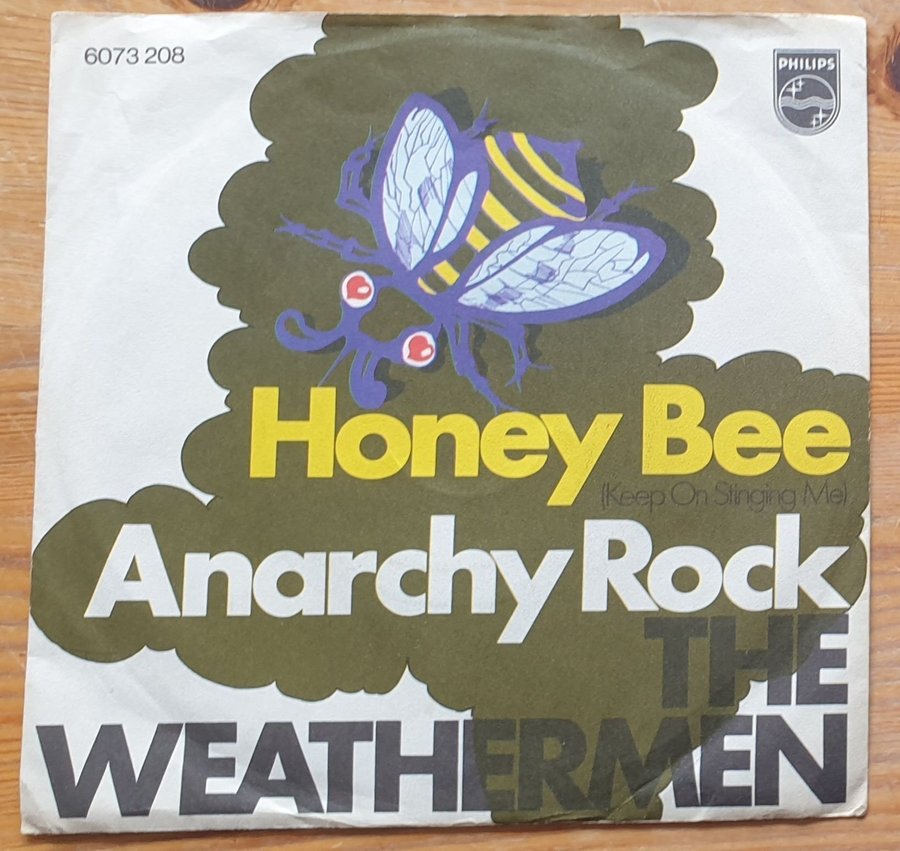 6073 208
PHILIPS
Honey Bee
(Keep On Stinging Me)
Anarchy Rock
THE
WEATHERMEN